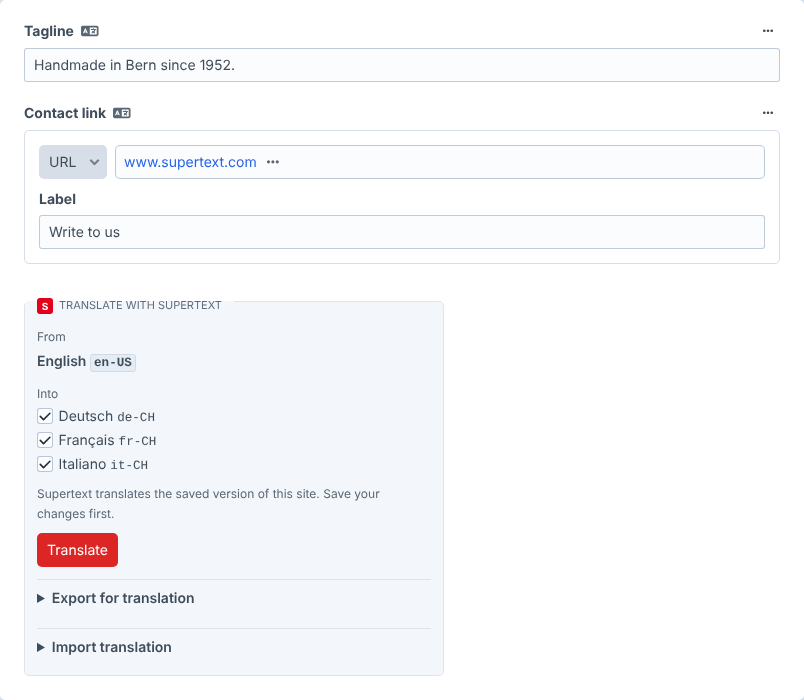 Tagline
Handmade in Bern since 1952.
Contact link
URL
www.supertext.com
Label
Write to us
S TRANSLATE WITH SUPERTEXT
From
English en-US
Into
Deutsch de-CH
Français fr-CH
Italiano it-CH
Supertext translates the saved version of this site. Save your
changes first.
Translate
Export for translation
Import translation